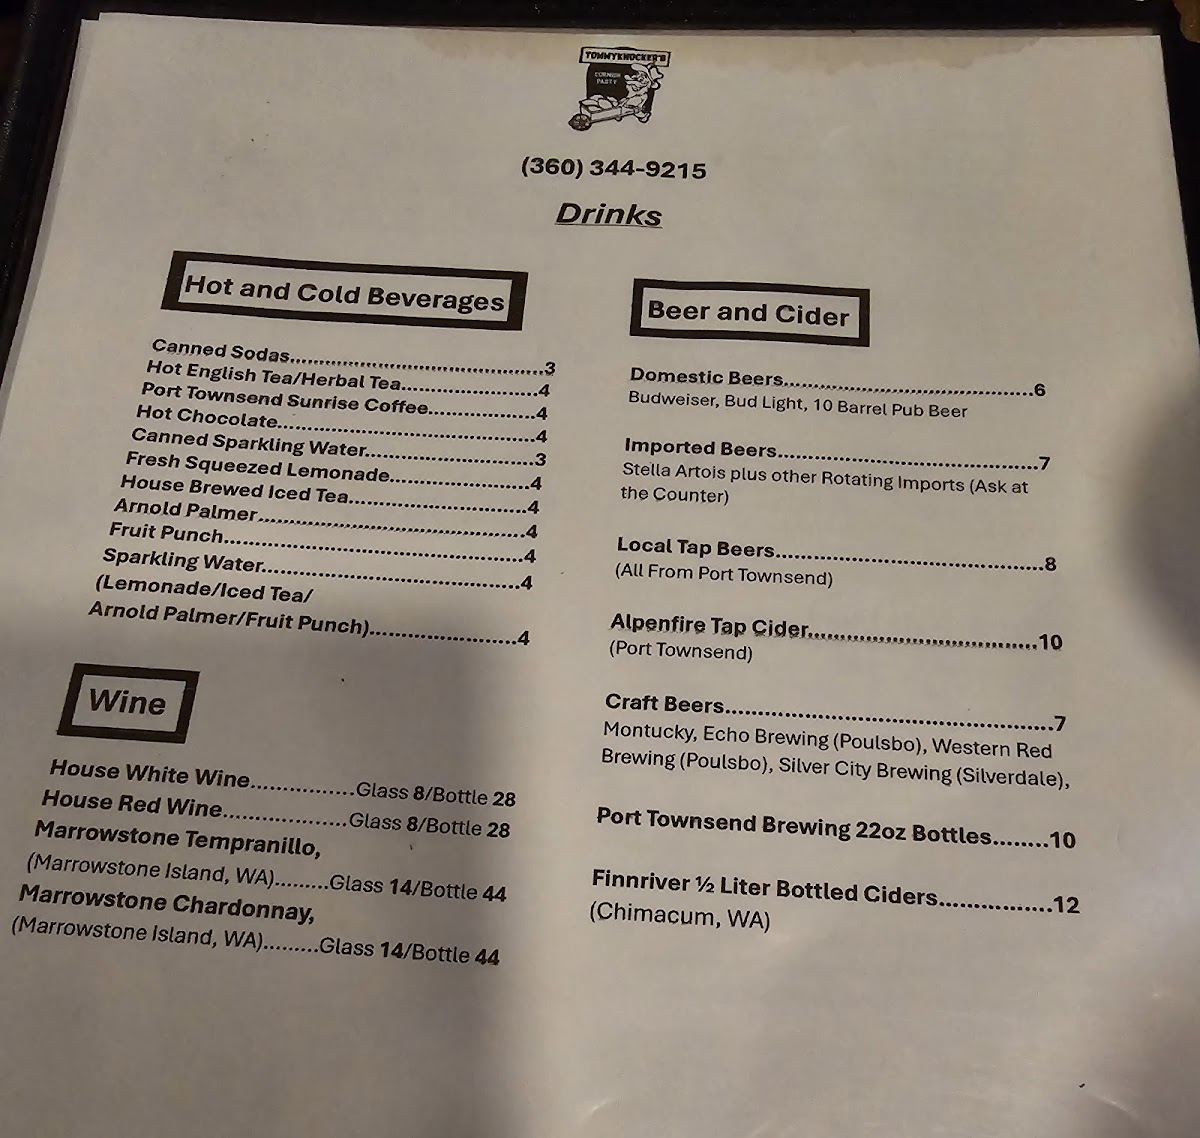 TOMMYKNOCKER'S
CORNISH
PASTY
(360) 344-9215
Drinks
Hot and Cold Beverages
Canned Sodas................................................3
Hot English Tea/Herbal Tea.........................4
Port Townsend Sunrise Coffee...................4
Hot Chocolate.............................................4
Canned Sparkling Water.............................3
Fresh Squeezed Lemonade........................4
House Brewed Iced Tea...............................4
Arnold Palmer..............................................4
Fruit Punch...................................................4
Sparkling Water............................................4
(Lemonade/Iced Tea/
Arnold Palmer/Fruit Punch)........................4
Wine
House White Wine.................Glass 8/Bottle 28
House Red Wine....................Glass 8/Bottle 28
Marrowstone Tempranillo,
(Marrowstone Island, WA).........Glass 14/Bottle 44
Marrowstone Chardonnay,
(Marrowstone Island, WA).........Glass 14/Bottle 44
Beer and Cider
Domestic Beers..........................................6
Budweiser, Bud Light, 10 Barrel Pub Beer
Imported Beers...........................................7
Stella Artois plus other Rotating Imports (Ask at
the Counter)
Local Tap Beers...........................................8
(All From Port Townsend)
Alpenfire Tap Cider.....................................10
(Port Townsend)
Craft Beers....................................................7
Montucky, Echo Brewing (Poulsbo), Western Red
Brewing (Poulsbo), Silver City Brewing (Silverdale),
Port Townsend Brewing 22oz Bottles........10
Finnriver ½ Liter Bottled Ciders................12
(Chimacum, WA)